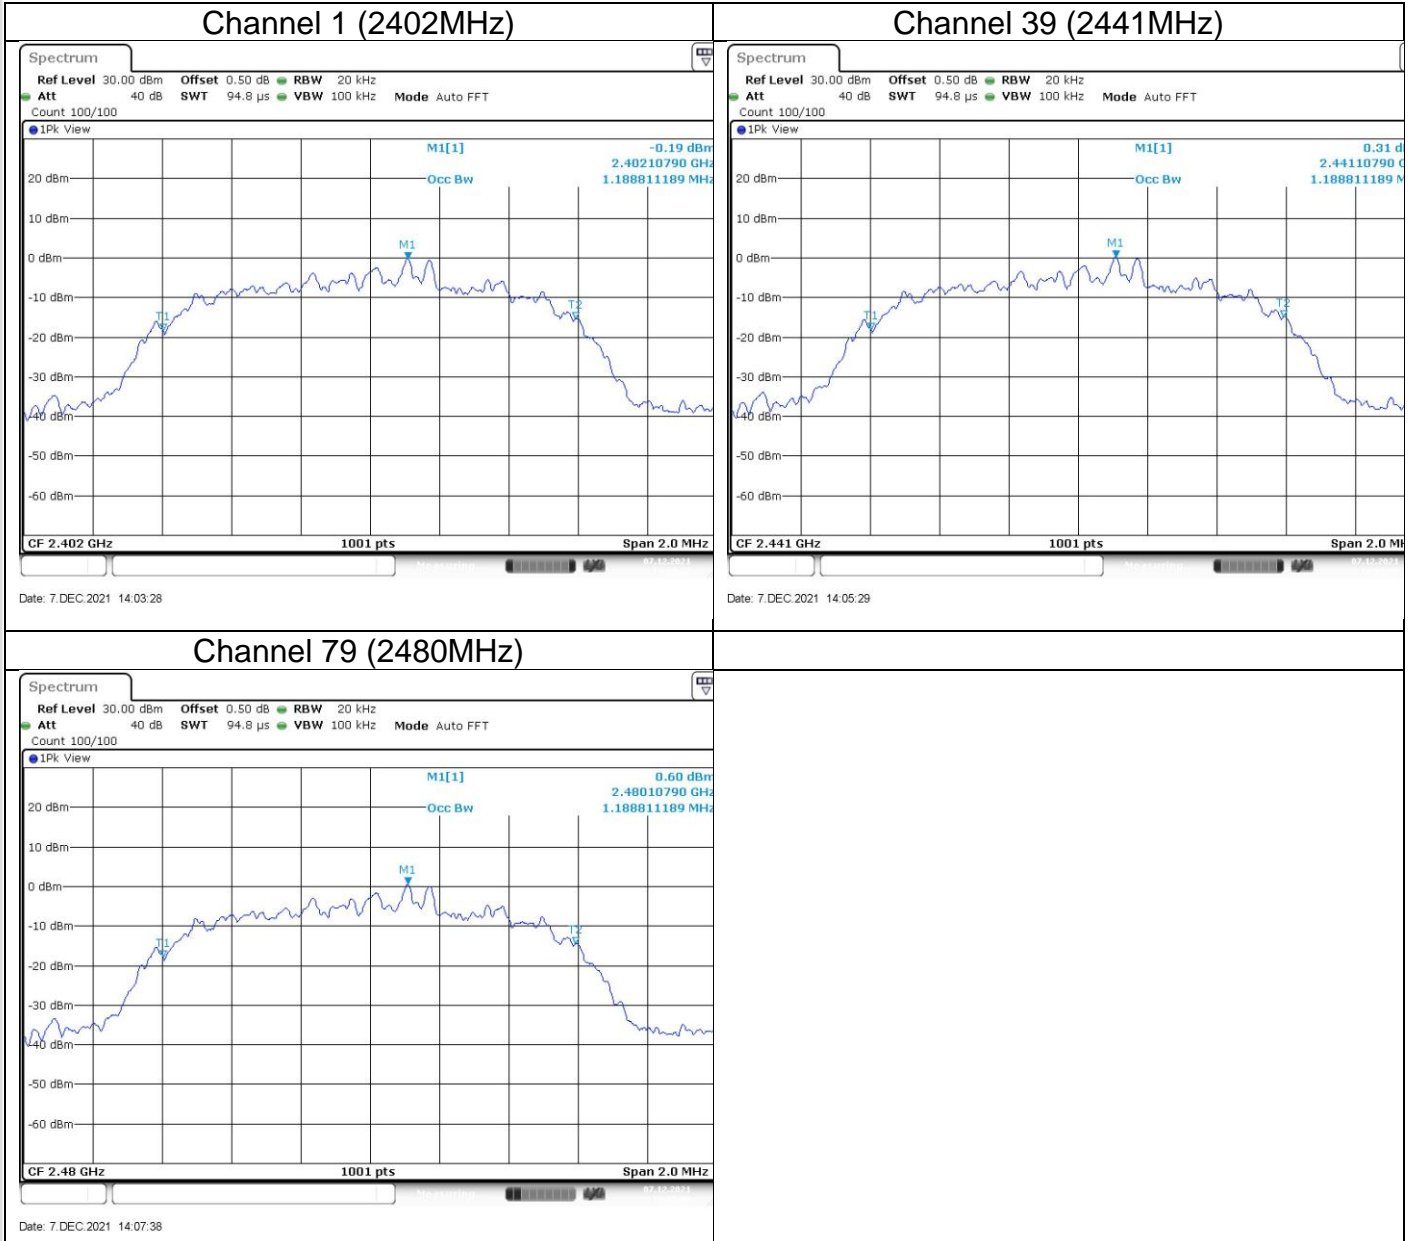 Channel 1 (2402MHz)
Spectrum
Ref Level 30.00 dBm Offset 0.50 dB RBW 20 kHz
Att 40 dB SWT 94.8 µs VBW 100 kHz Mode Auto FFT
Count 100/100
1Pk View
M1[1] -0.19 dBm
2.40210790 GHz
Occ Bw 1.188811189 MHz
20 dBm
10 dBm
M1
0 dBm
-10 dBm
T1
T2
-20 dBm
-30 dBm
-40 dBm
-50 dBm
-60 dBm
CF 2.402 GHz 1001 pts Span 2.0 MHz
Measuring 07.12.2021
Date: 7.DEC.2021 14:03:28
Channel 39 (2441MHz)
Spectrum
Ref Level 30.00 dBm Offset 0.50 dB RBW 20 kHz
Att 40 dB SWT 94.8 µs VBW 100 kHz Mode Auto FFT
Count 100/100
1Pk View
M1[1] 0.31 d
2.44110790 G
Occ Bw 1.188811189 M
20 dBm
10 dBm
M1
0 dBm
-10 dBm
T1
T2
-20 dBm
-30 dBm
-40 dBm
-50 dBm
-60 dBm
CF 2.441 GHz 1001 pts Span 2.0 MH
Measuring 07.12.2021
Date: 7.DEC.2021 14:05:29
Channel 79 (2480MHz)
Spectrum
Ref Level 30.00 dBm Offset 0.50 dB RBW 20 kHz
Att 40 dB SWT 94.8 µs VBW 100 kHz Mode Auto FFT
Count 100/100
1Pk View
M1[1] 0.60 dBm
2.48010790 GHz
Occ Bw 1.188811189 MHz
20 dBm
10 dBm
M1
0 dBm
-10 dBm
T1
T2
-20 dBm
-30 dBm
-40 dBm
-50 dBm
-60 dBm
CF 2.48 GHz 1001 pts Span 2.0 MHz
Measuring 07.12.2021
Date: 7.DEC.2021 14:07:38